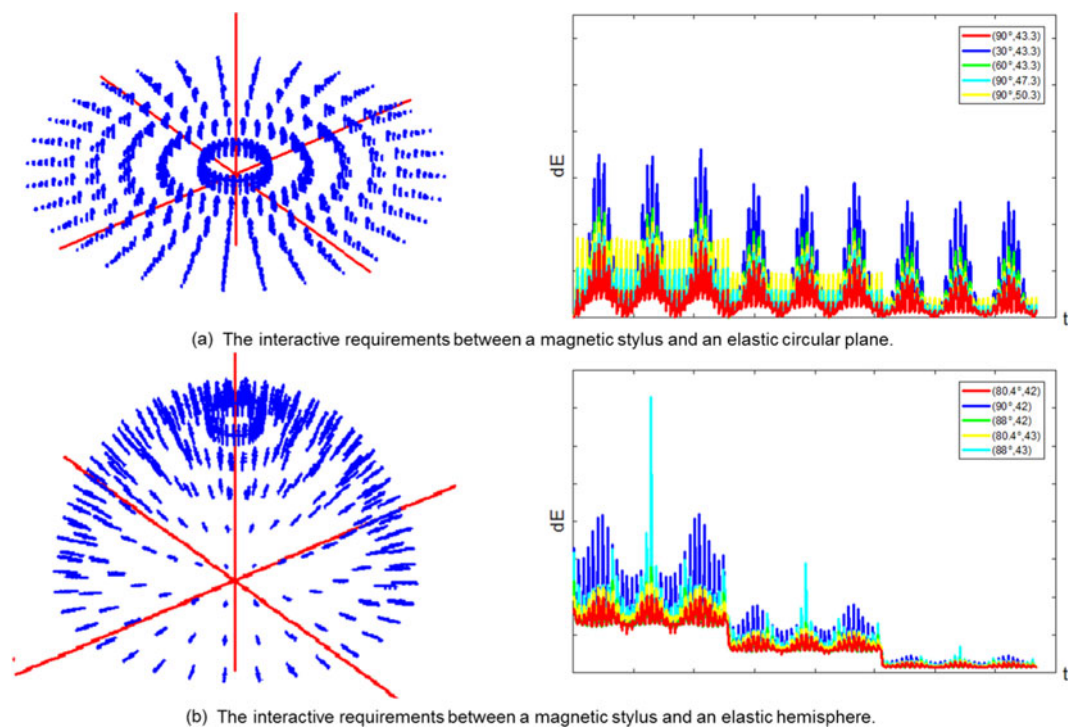 (90°,43.3)
(30°,43.3)
(60°,43.3)
(90°,47.3)
(90°,50.3)
dE
t
(a) The interactive requirements between a magnetic stylus and an elastic circular plane.
(80.4°,42)
(90°,42)
(88°,42)
(80.4°,43)
(88°,43)
dE
t
(b) The interactive requirements between a magnetic stylus and an elastic hemisphere.